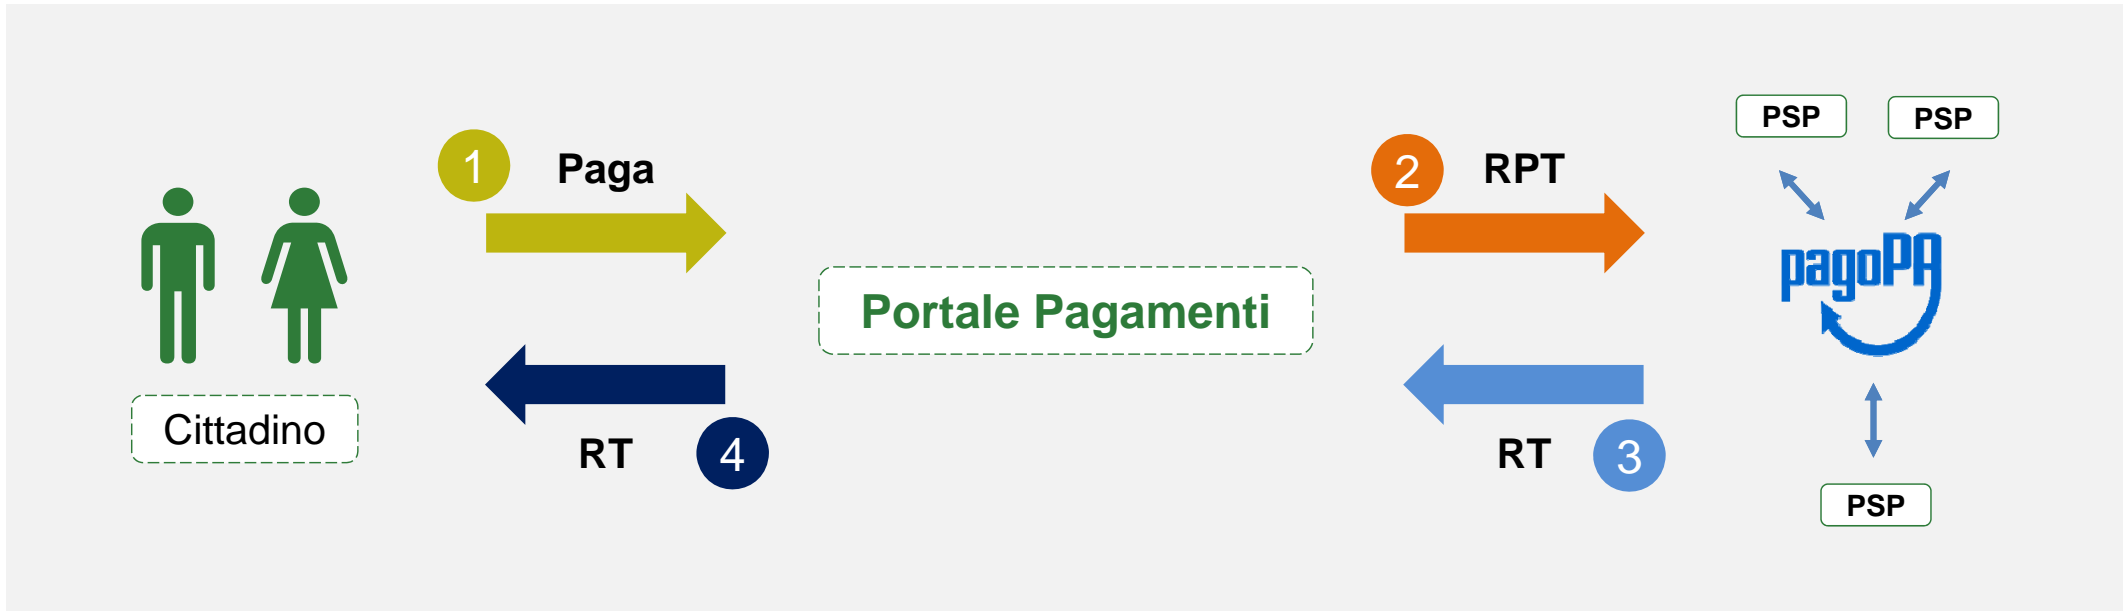 PSP
PSP
1
Paga
2
RPT
pagoPA
Portale Pagamenti
Cittadino
RT
4
RT
3
PSP